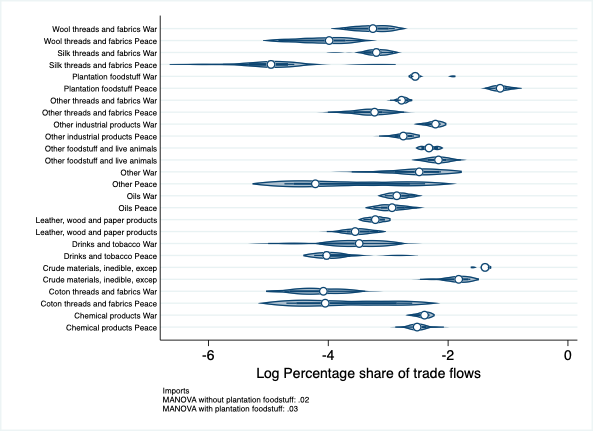 Wool threads and fabrics War
Wool threads and fabrics Peace
Silk threads and fabrics War
Silk threads and fabrics Peace
Plantation foodstuff War
Plantation foodstuff Peace
Other threads and fabrics War
Other threads and fabrics Peace
Other industrial products War
Other industrial products Peace
Other foodstuff and live animals
Other foodstuff and live animals
Other War
Other Peace
Oils War
Oils Peace
Leather, wood and paper products
Leather, wood and paper products
Drinks and tobacco War
Drinks and tobacco Peace
Crude materials, inedible, excep
Crude materials, inedible, excep
Coton threads and fabrics War
Coton threads and fabrics Peace
Chemical products War
Chemical products Peace
-6 -4 -2 0
Log Percentage share of trade flows
Imports
MANOVA without plantation foodstuff: .02
MANOVA with plantation foodstuff: .03